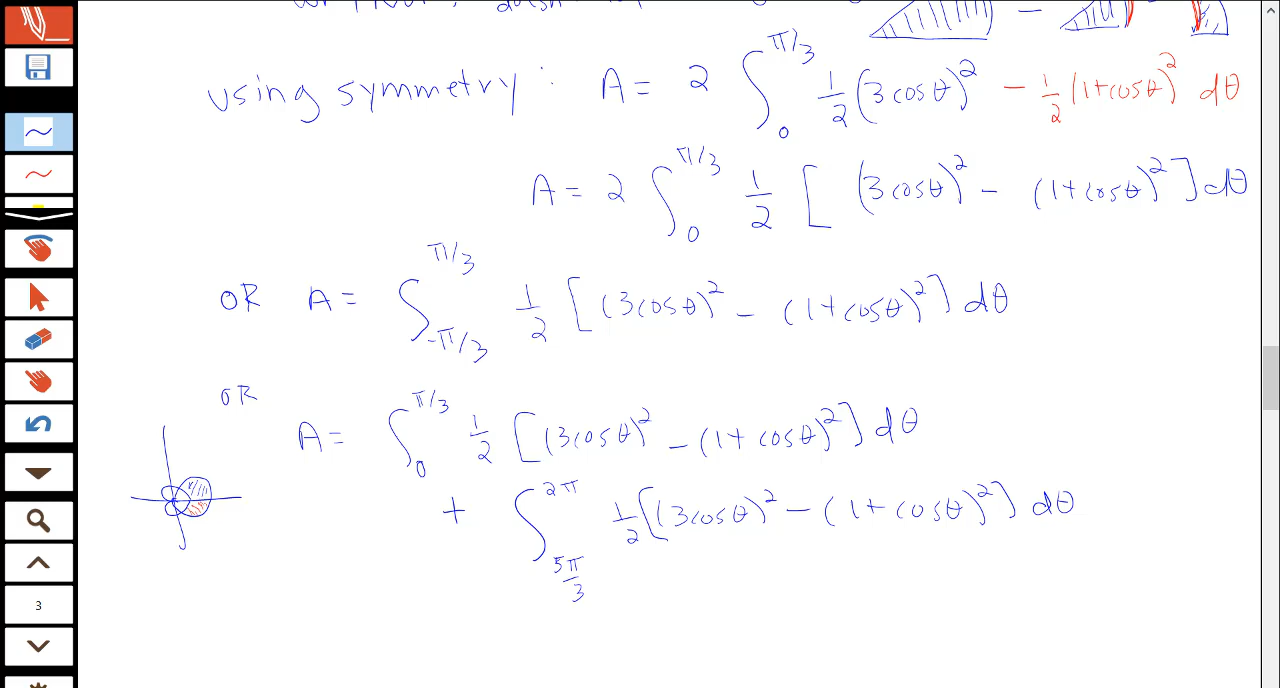 using symmetry : A = 2 ∫_0^{π/3} 1/2 (3cosθ)^2 - 1/2 (1+cosθ)^2 dθ
A = 2 ∫_0^{π/3} 1/2 [ (3cosθ)^2 - (1+cosθ)^2 ] dθ
OR A = ∫_{-π/3}^{π/3} 1/2 [ (3cosθ)^2 - (1+cosθ)^2 ] dθ
OR
A = ∫_0^{π/3} 1/2 [ (3cosθ)^2 - (1+cosθ)^2 ] dθ
+ ∫_{5π/3}^{2π} 1/2 [ (3cosθ)^2 - (1+cosθ)^2 ] dθ
3